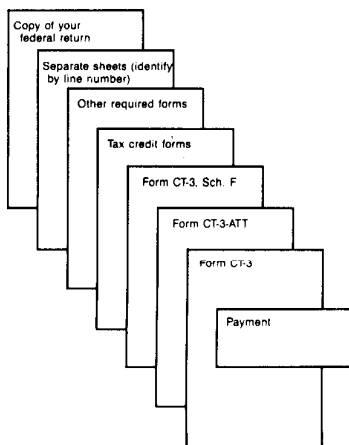 Copy of your
federal return
Separate sheets (identify
by line number)
Other required forms
Tax credit forms
Form CT-3, Sch. F
Form CT-3-ATT
Form CT-3
Payment